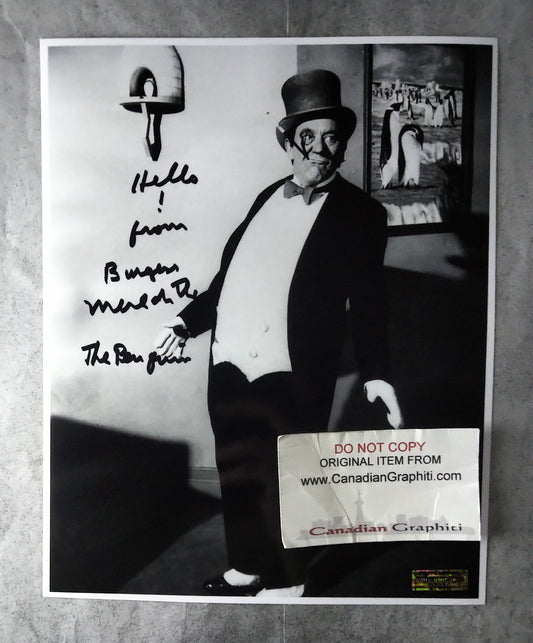 Hello
!
from
Burgess
Meredith
The Penguin
DO NOT COPY
ORIGINAL ITEM FROM
www.CanadianGraphiti.com
Canadian Graphiti